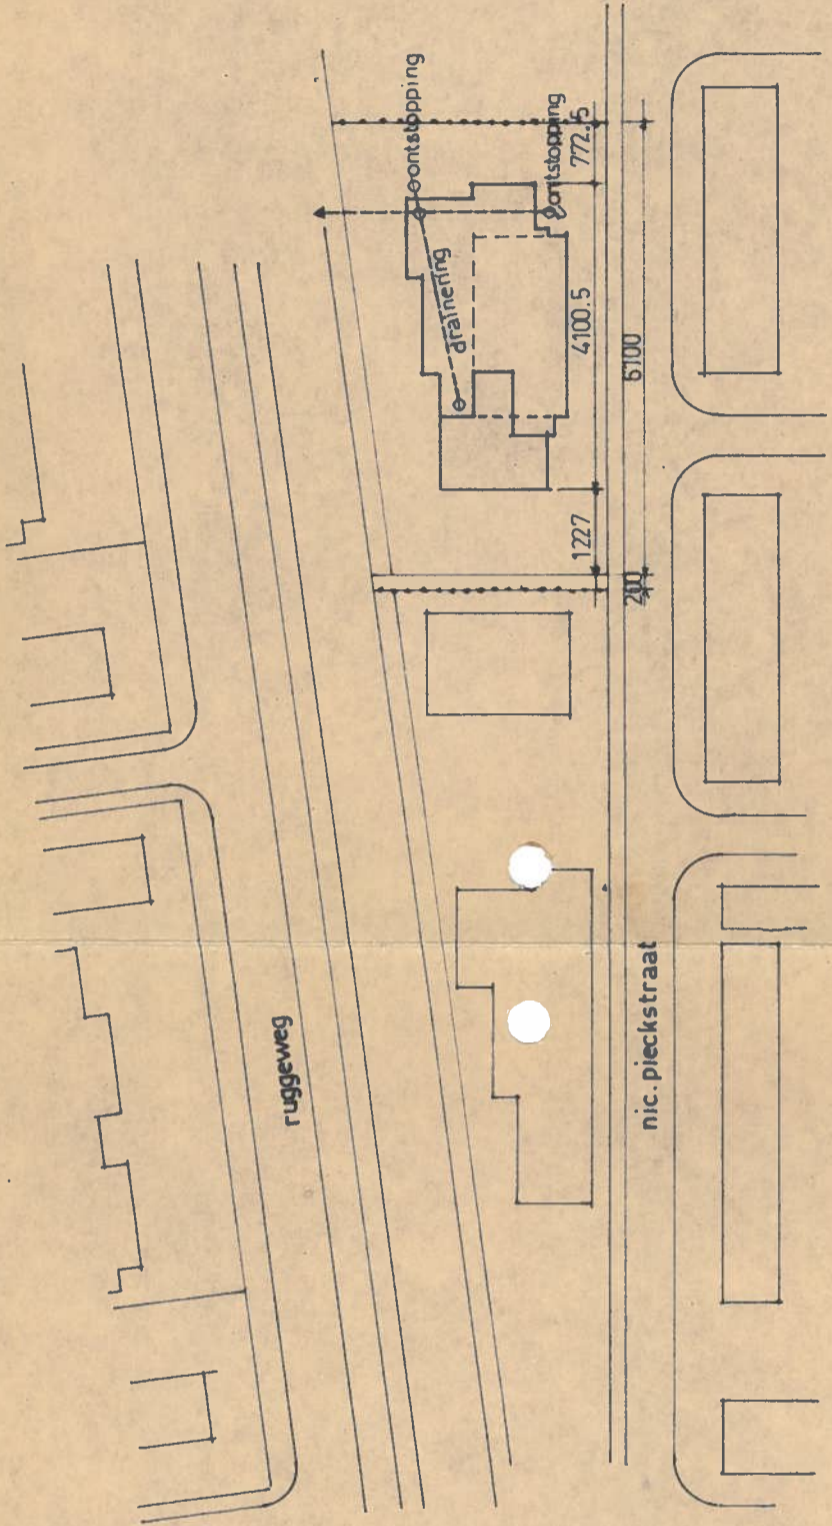 ontstopping
ontstopping
drainering
772.5
4100.5
6100
1227
200
ruggeweg
nic. pieckstraat